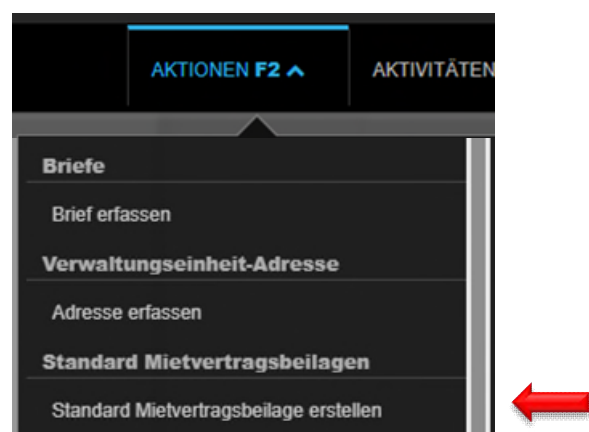 AKTIONEN F2 AKTIVITÄTEN
Briefe
Brief erfassen
Verwaltungseinheit-Adresse
Adresse erfassen
Standard Mietvertragsbeilagen
Standard Mietvertragsbeilage erstellen